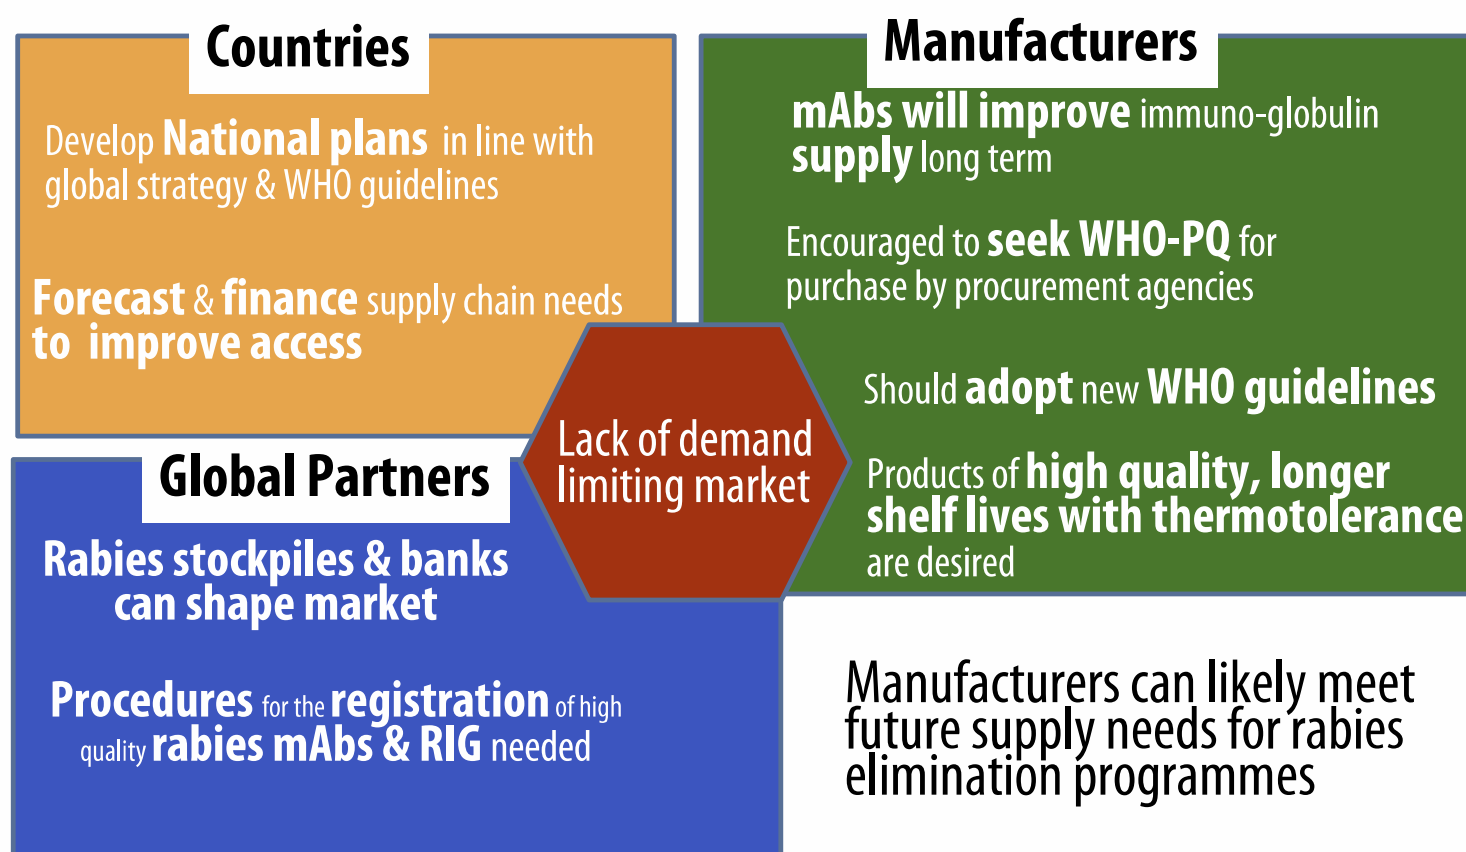 Countries
Develop National plans in line with
global strategy & WHO guidelines
Forecast & finance supply chain needs
to improve access
Manufacturers
mAbs will improve immuno-globulin
supply long term
Encouraged to seek WHO-PQ for
purchase by procurement agencies
Should adopt new WHO guidelines
Products of high quality, longer
shelf lives with thermotolerance
are desired
Lack of demand
limiting market
Global Partners
Rabies stockpiles & banks
can shape market
Procedures for the registration of high
quality rabies mAbs & RIG needed
Manufacturers can likely meet
future supply needs for rabies
elimination programmes